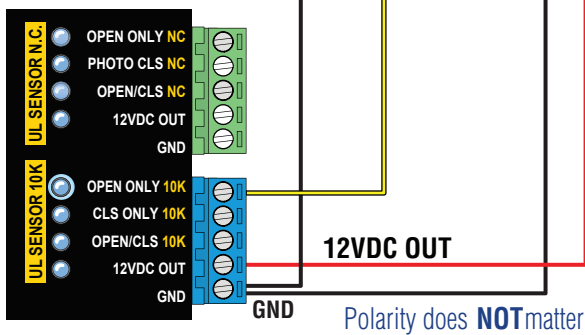 UL SENSOR N.C.
OPEN ONLY NC
PHOTO CLS NC
OPEN/CLS NC
12VDC OUT
GND
UL SENSOR 10K
OPEN ONLY 10K
CLS ONLY 10K
OPEN/CLS 10K
12VDC OUT
GND
12VDC OUT
GND
Polarity does NOT matter